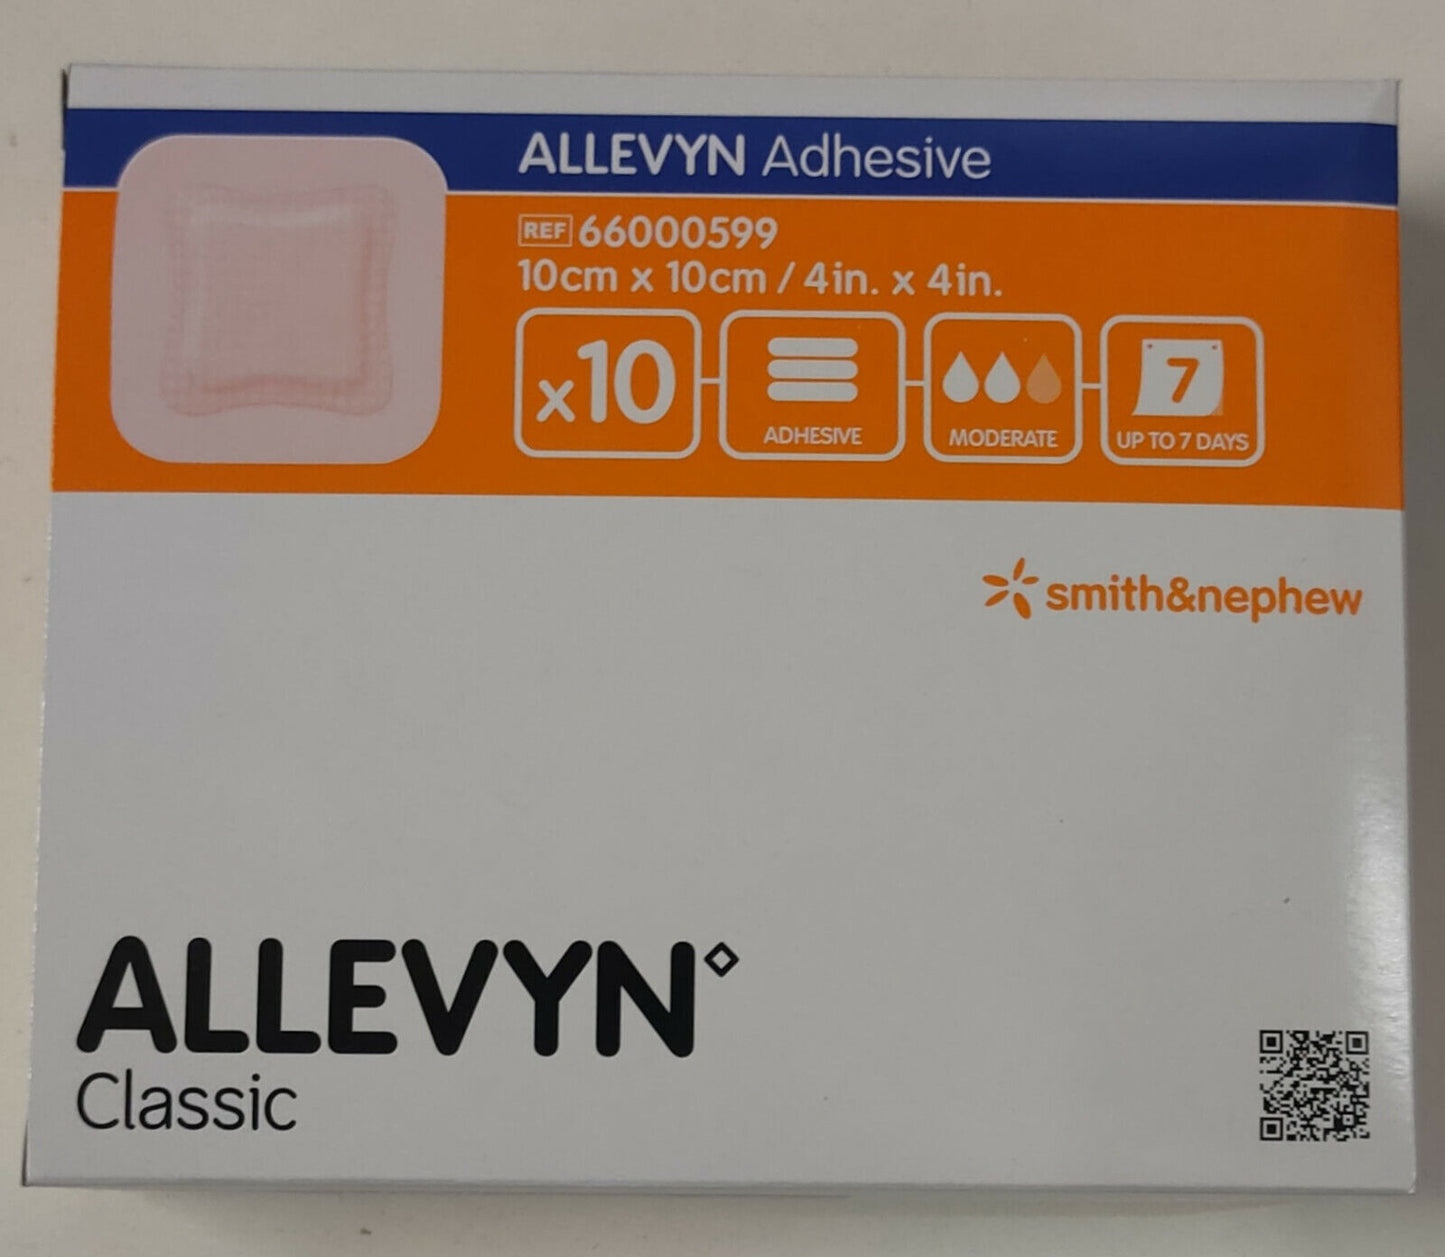 ALLEVYN Adhesive
REF 66000599
10cm x 10cm / 4in. x 4in.
x10
ADHESIVE
MODERATE
7
UP TO 7 DAYS
smith&nephew
ALLEVYN◇
Classic